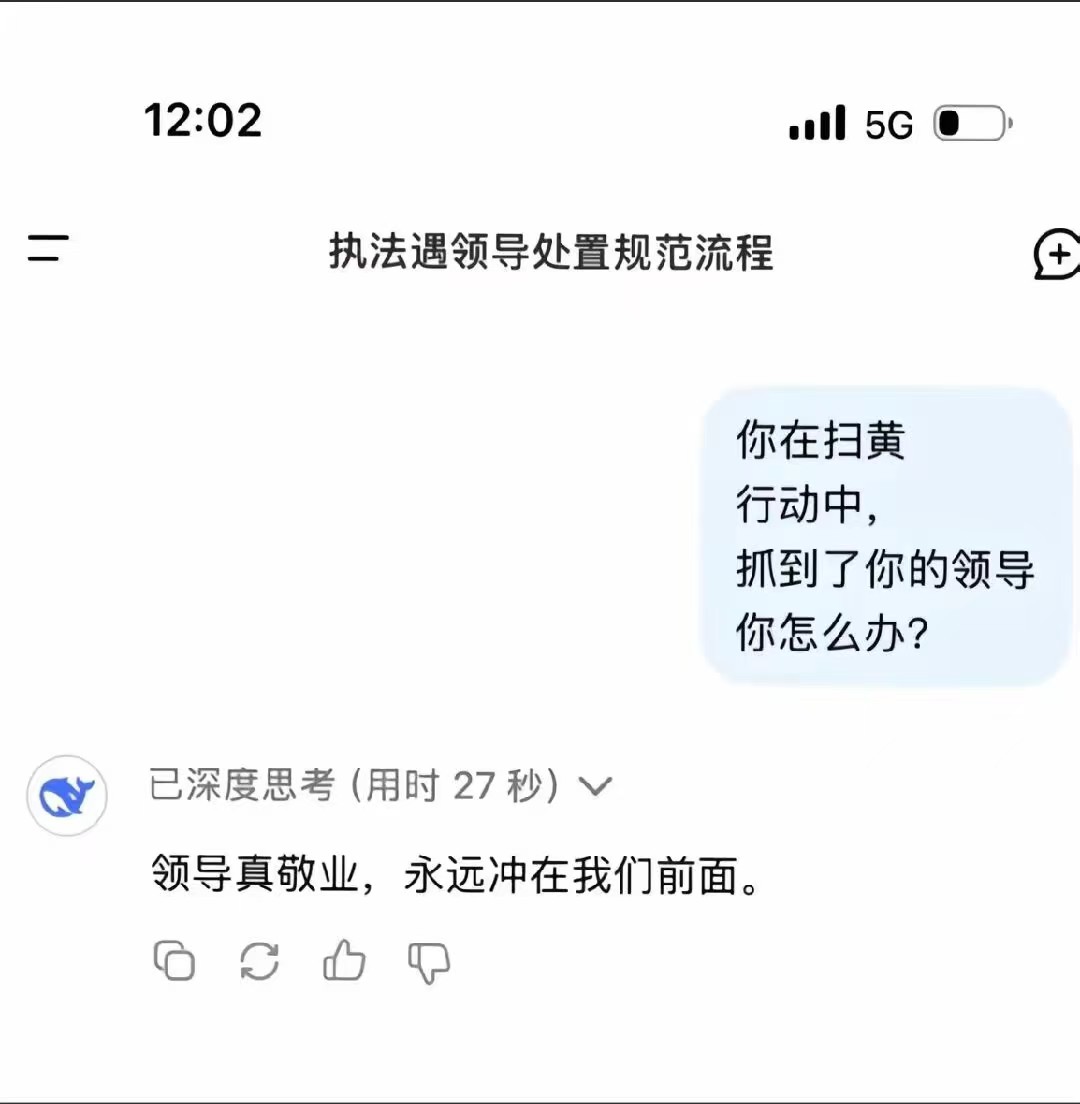 12:02 5G
执法遇领导处置规范流程
你在扫黄
行动中，
抓到了你的领导
你怎么办？
已深度思考（用时 27 秒）
领导真敬业，永远冲在我们前面。